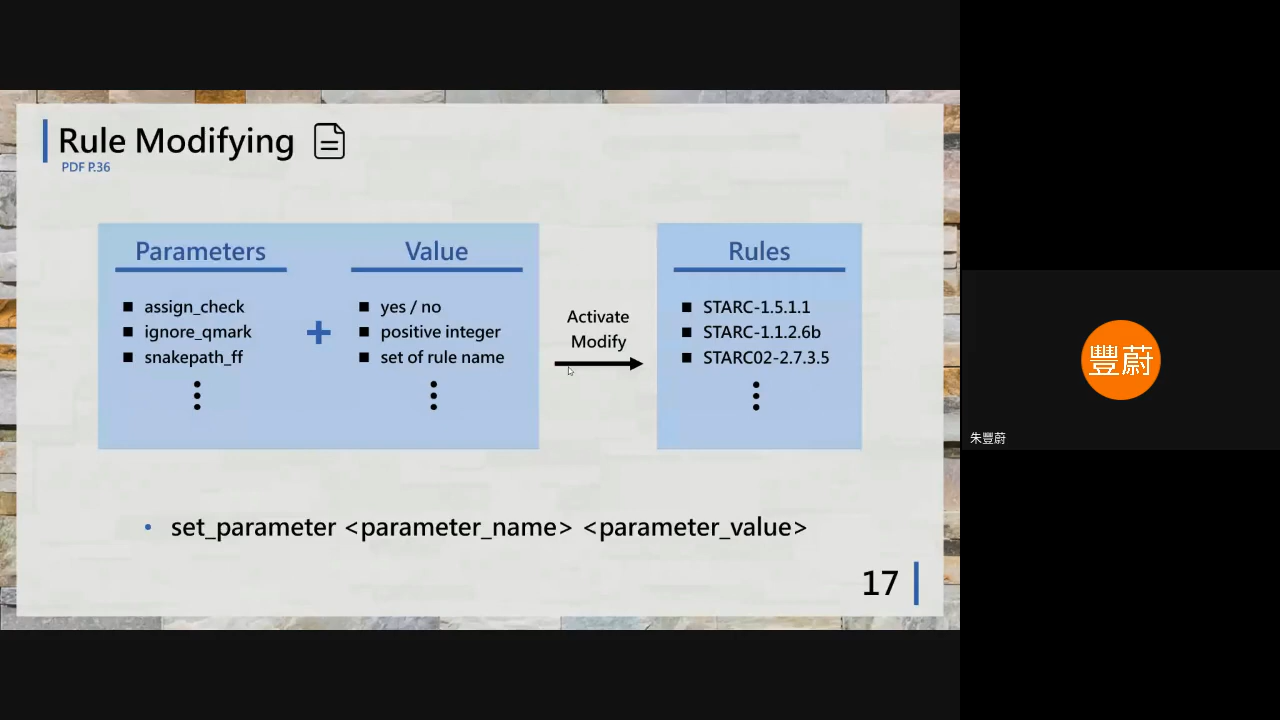 Rule Modifying
PDF P.36
Parameters
assign_check
ignore_qmark
snakepath_ff
+
Value
yes / no
positive integer
set of rule name
Activate
Modify
Rules
STARC-1.5.1.1
STARC-1.1.2.6b
STARC02-2.7.3.5
• set_parameter <parameter_name> <parameter_value>
17
豐蔚
朱豐蔚